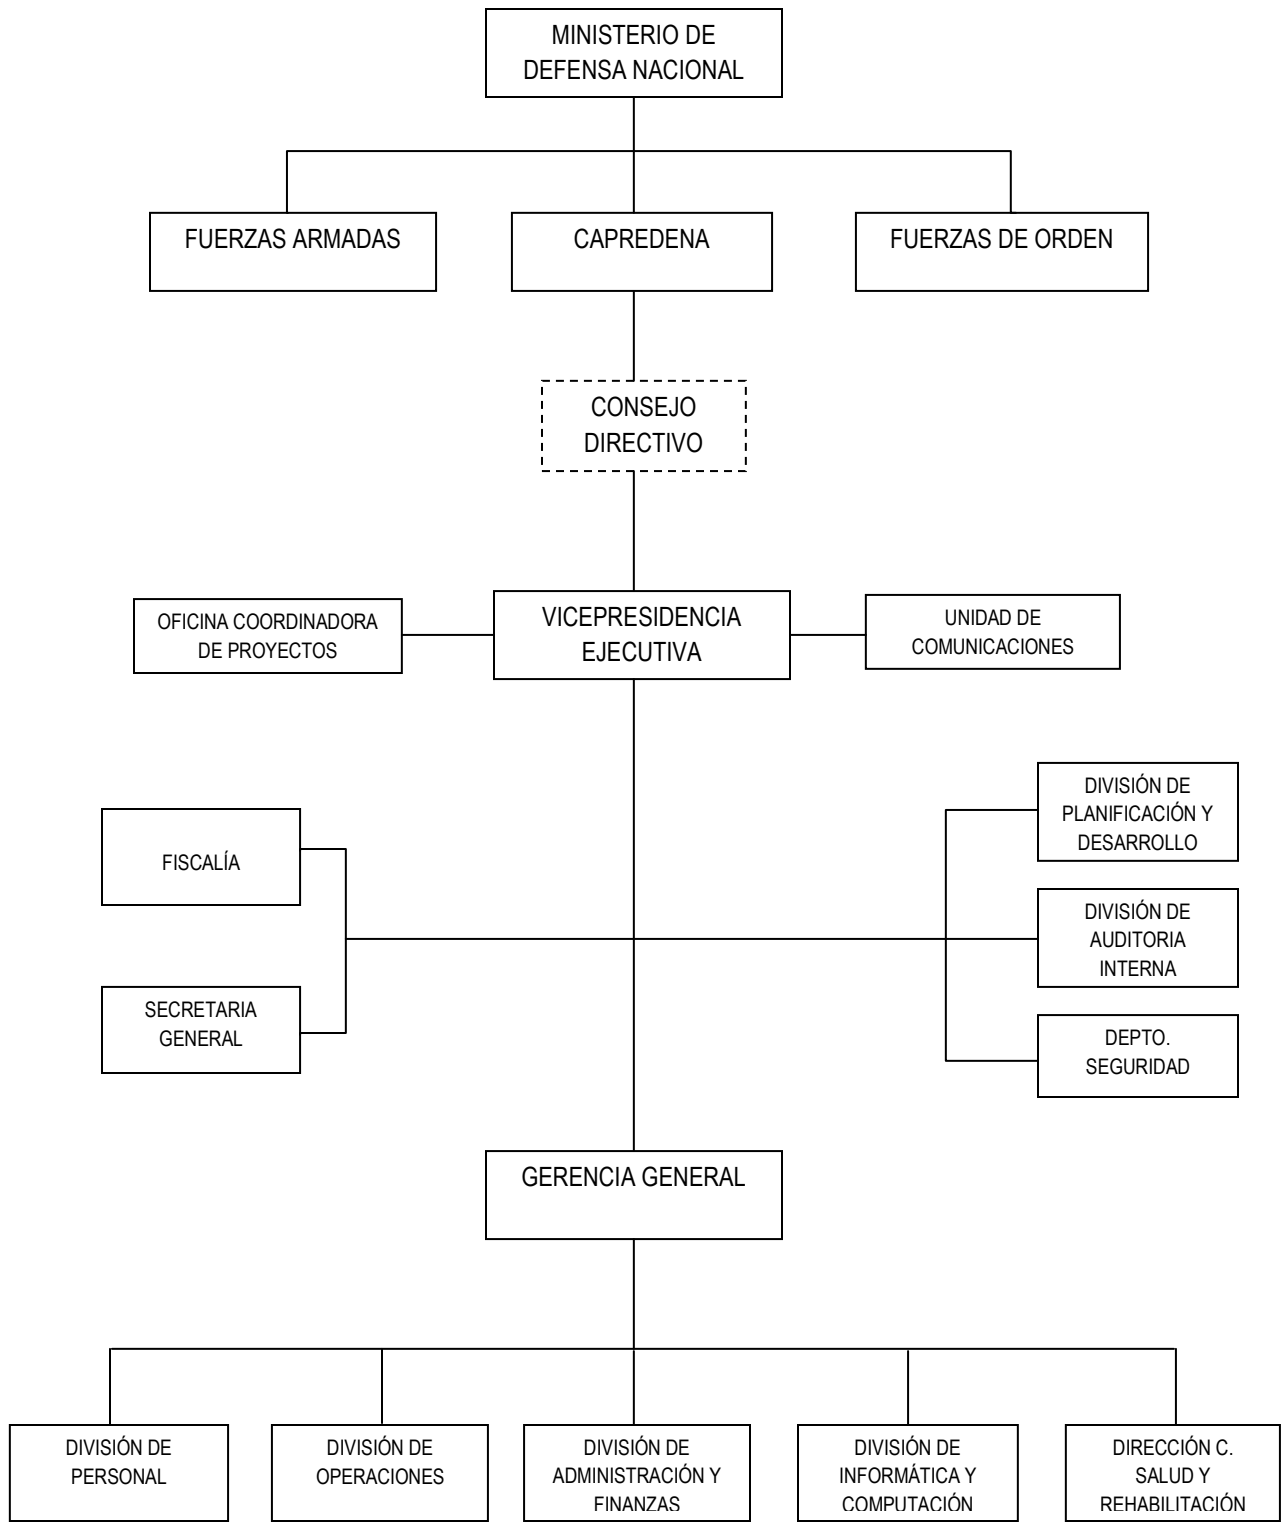 MINISTERIO DE
DEFENSA NACIONAL
FUERZAS ARMADAS
CAPREDENA
FUERZAS DE ORDEN
CONSEJO
DIRECTIVO
OFICINA COORDINADORA
DE PROYECTOS
VICEPRESIDENCIA
EJECUTIVA
UNIDAD DE
COMUNICACIONES
FISCALÍA
SECRETARIA
GENERAL
DIVISIÓN DE
PLANIFICACIÓN Y
DESARROLLO
DIVISIÓN DE
AUDITORIA
INTERNA
DEPTO.
SEGURIDAD
GERENCIA GENERAL
DIVISIÓN DE
PERSONAL
DIVISIÓN DE
OPERACIONES
DIVISIÓN DE
ADMINISTRACIÓN Y
FINANZAS
DIVISIÓN DE
INFORMÁTICA Y
COMPUTACIÓN
DIRECCIÓN C.
SALUD Y
REHABILITACIÓN